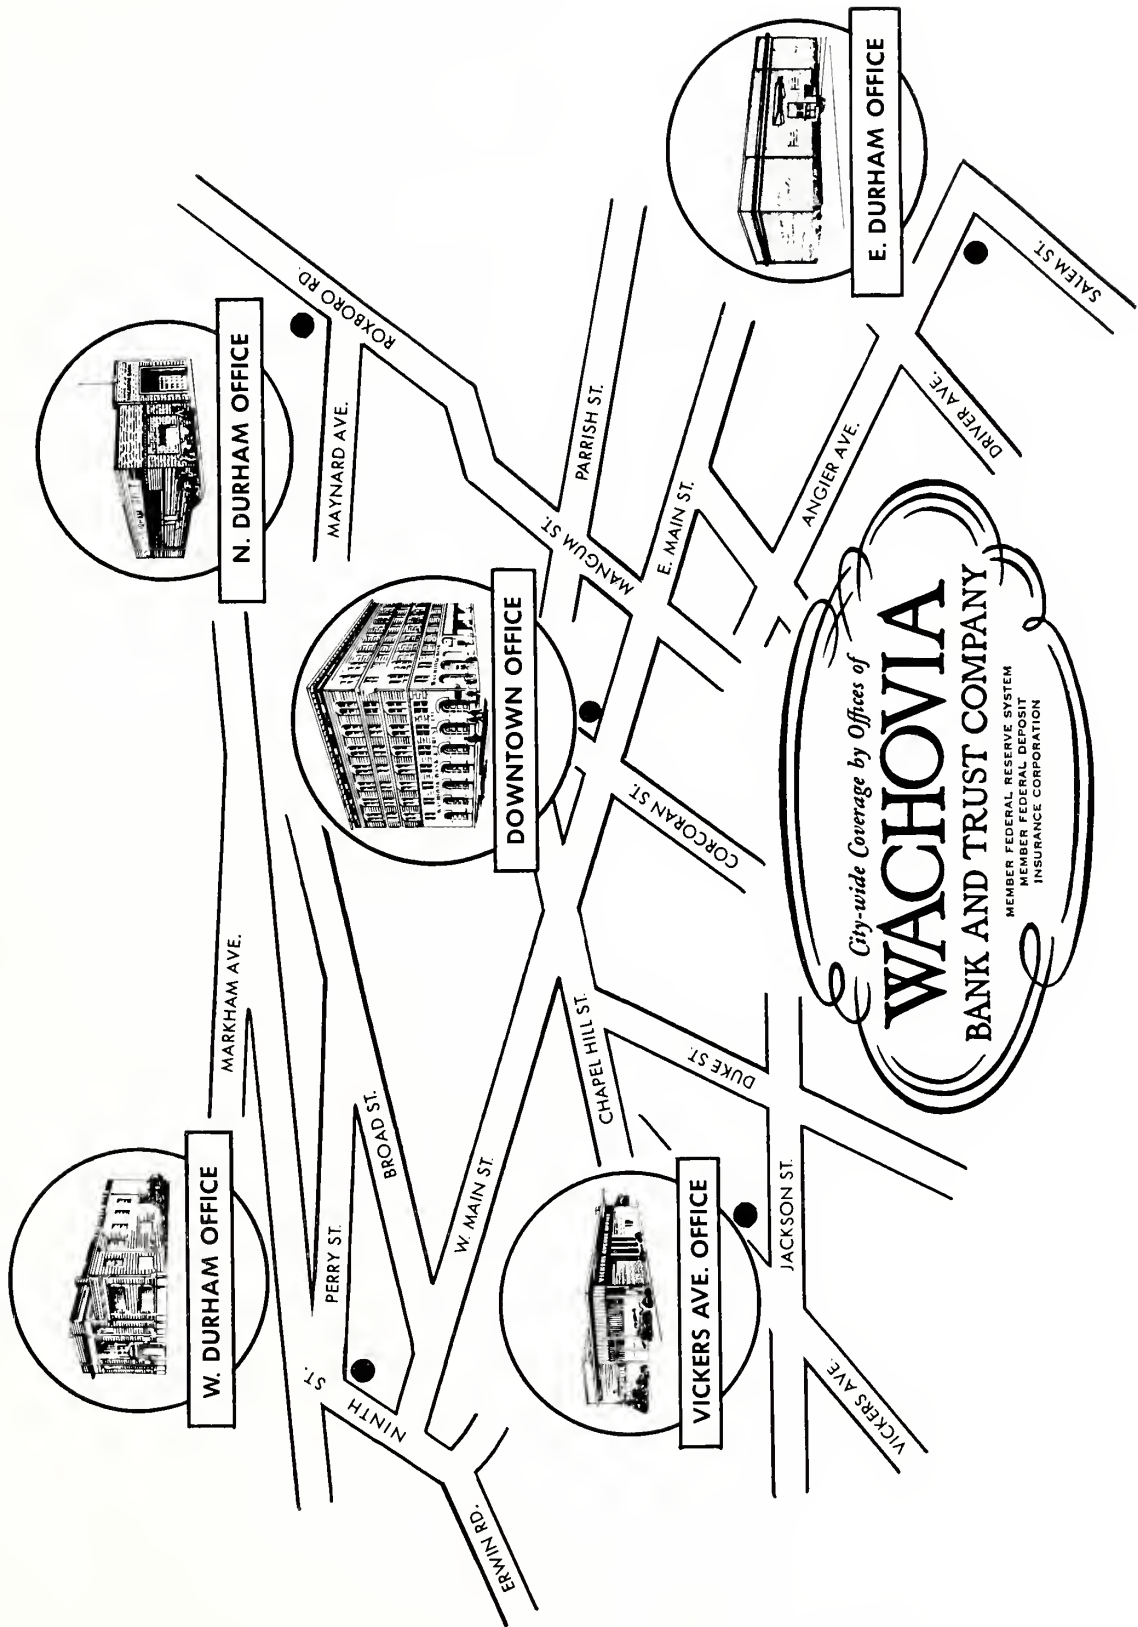 W. DURHAM OFFICE
N. DURHAM OFFICE
MARKHAM AVE.
MAYNARD AVE.
ROXBORO RD.
PERRY ST.
BROAD ST.
NINTH ST.
ERWIN RD.
W. MAIN ST.
DOWNTOWN OFFICE
MANGUM ST.
PARRISH ST.
E. MAIN ST.
CHAPEL HILL ST.
DUKE ST.
CORCORAN ST.
VICKERS AVE. OFFICE
JACKSON ST.
VICKERS AVE.
ANGIER AVE.
DRIVER AVE.
SALEM ST.
E. DURHAM OFFICE
City-wide Coverage by Offices of
WACHOVIA
BANK AND TRUST COMPANY
MEMBER FEDERAL RESERVE SYSTEM
MEMBER FEDERAL DEPOSIT
INSURANCE CORPORATION